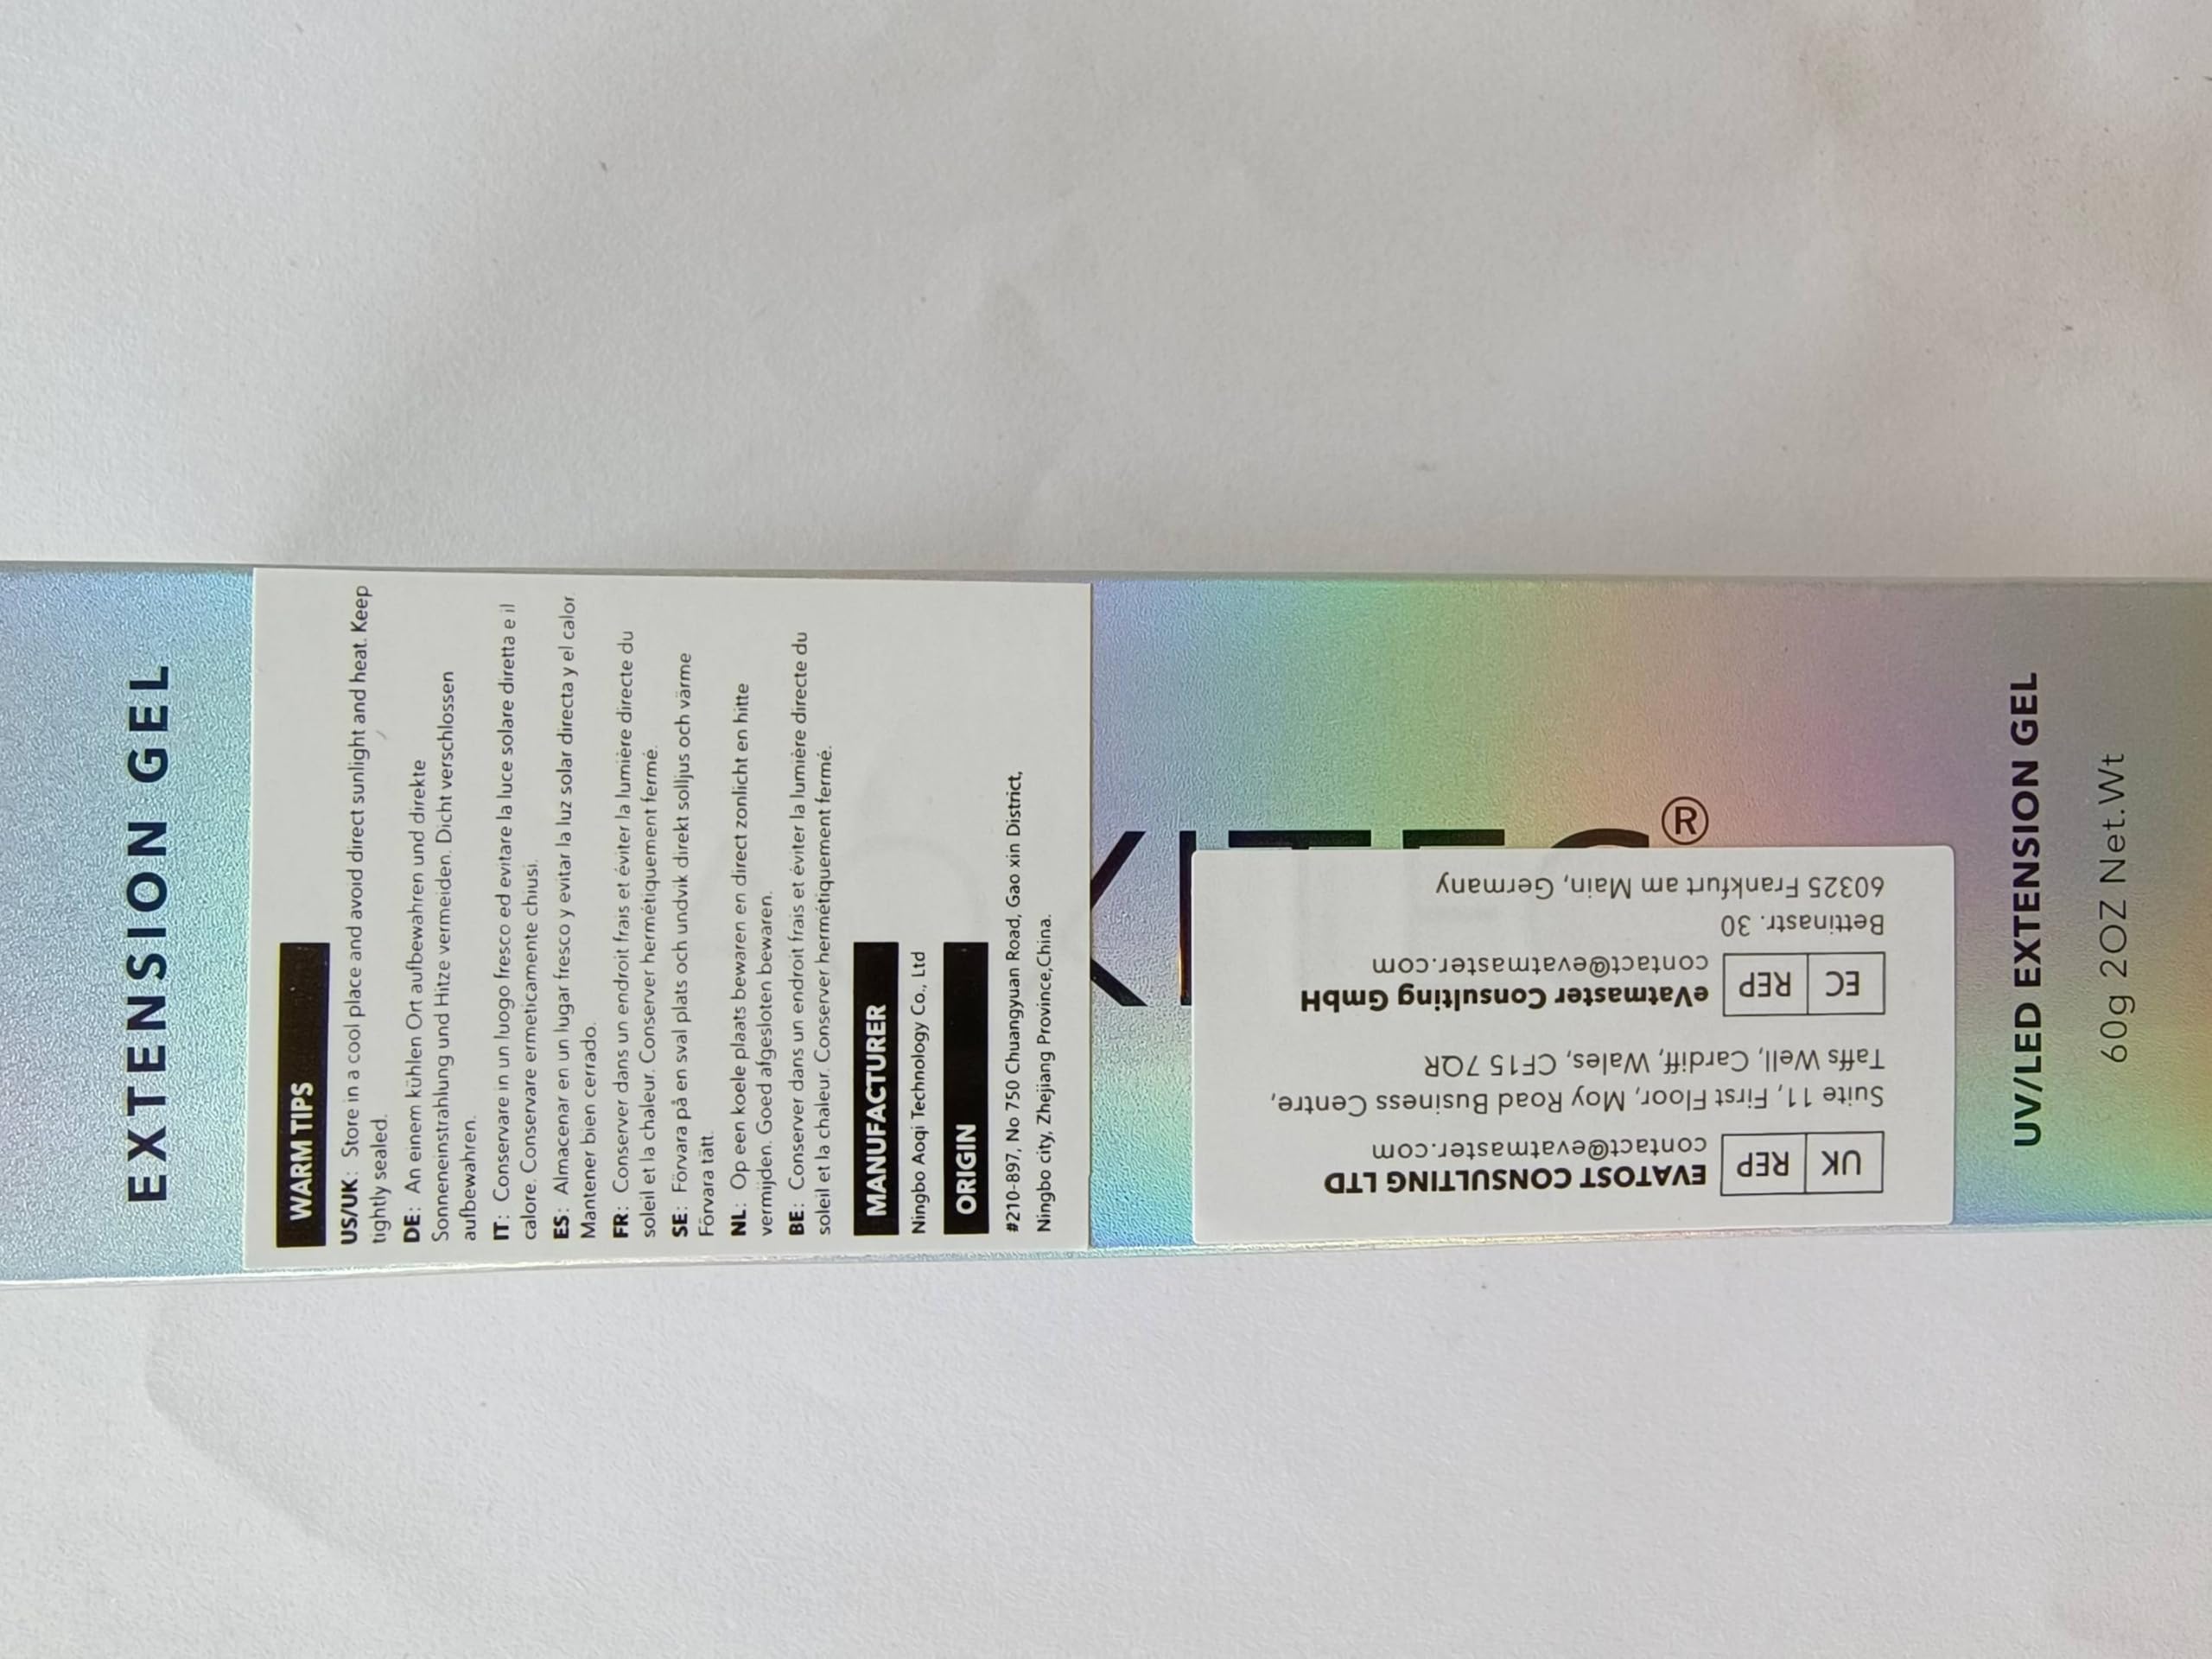 EXTENSION GEL
WARM TIPS
US/UK: Store in a cool place and avoid direct sunlight and heat. Keep
tightly sealed.
DE: An einem kühlen Ort aufbewahren und direkte
Sonneneinstrahlung und Hitze vermeiden. Dicht verschlossen
aufbewahren.
IT: Conservare in un luogo fresco ed evitare la luce solare diretta e il
calore. Conservare ermeticamente chiusi.
ES: Almacenar en un lugar fresco y evitar la luz solar directa y el calor.
Mantener bien cerrado.
FR: Conserver dans un endroit frais et éviter la lumière directe du
soleil et la chaleur. Conserver hermétiquement fermé.
SE: Förvara på en sval plats och undvik direkt solljus och värme
Förvara tätt.
NL: Op een koele plaats bewaren en direct zonlicht en hitte
vermijden. Goed afgesloten bewaren.
BE: Conserver dans un endroit frais et éviter la lumière directe du
soleil et la chaleur. Conserver hermétiquement fermé.
MANUFACTURER
Ningbo Aoqi Technology Co., Ltd
ORIGIN
#210-897, No 750 Chuangyuan Road, Gao xin District,
Ningbo city, Zhejiang Province,China.
®
UK REP EVATOST CONSULTING LTD
contact@evatmaster.com
Suite 11, First Floor, Moy Road Business Centre,
Taffs Well, Cardiff, Wales, CF15 7QR
EC REP eVatmaster Consulting GmbH
contact@evatmaster.com
Bettinastr. 30
60325 Frankfurt am Main, Germany
UV/LED EXTENSION GEL
60g 2OZ Net.Wt